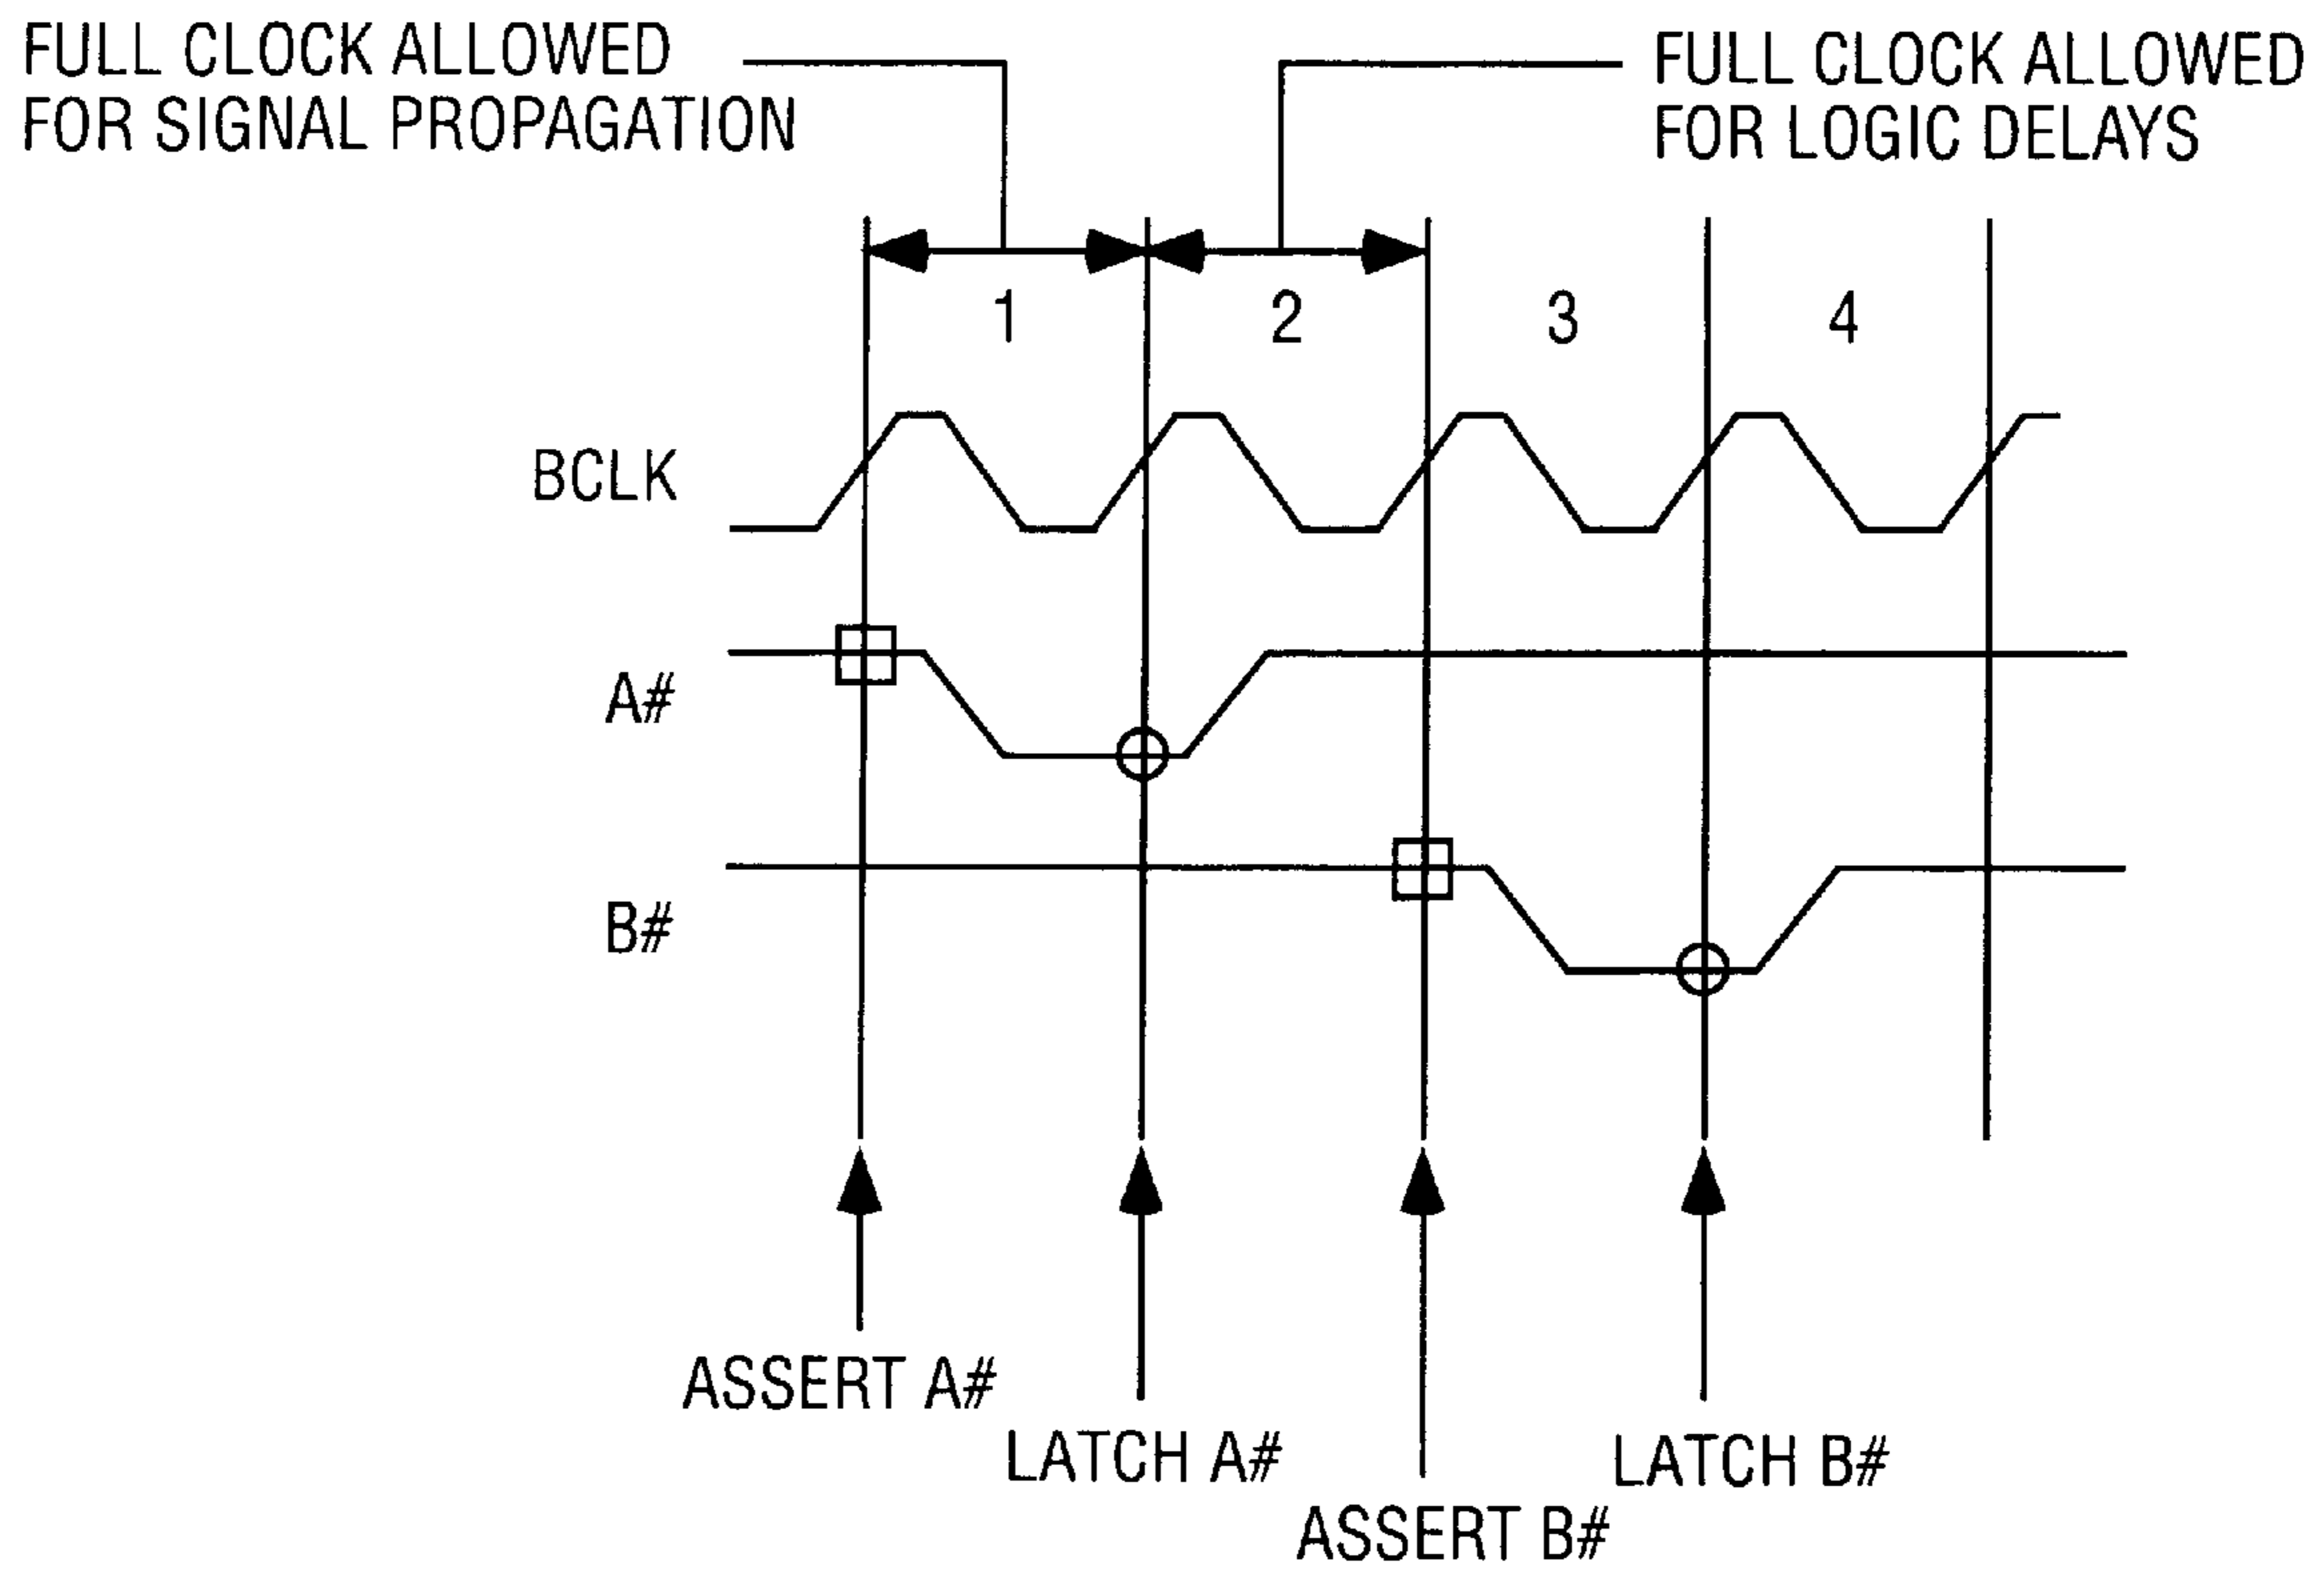 FULL CLOCK ALLOWED
FOR SIGNAL PROPAGATION
FULL CLOCK ALLOWED
FOR LOGIC DELAYS
1
2
3
4
BCLK
A#
B#
ASSERT A#
LATCH A#
ASSERT B#
LATCH B#